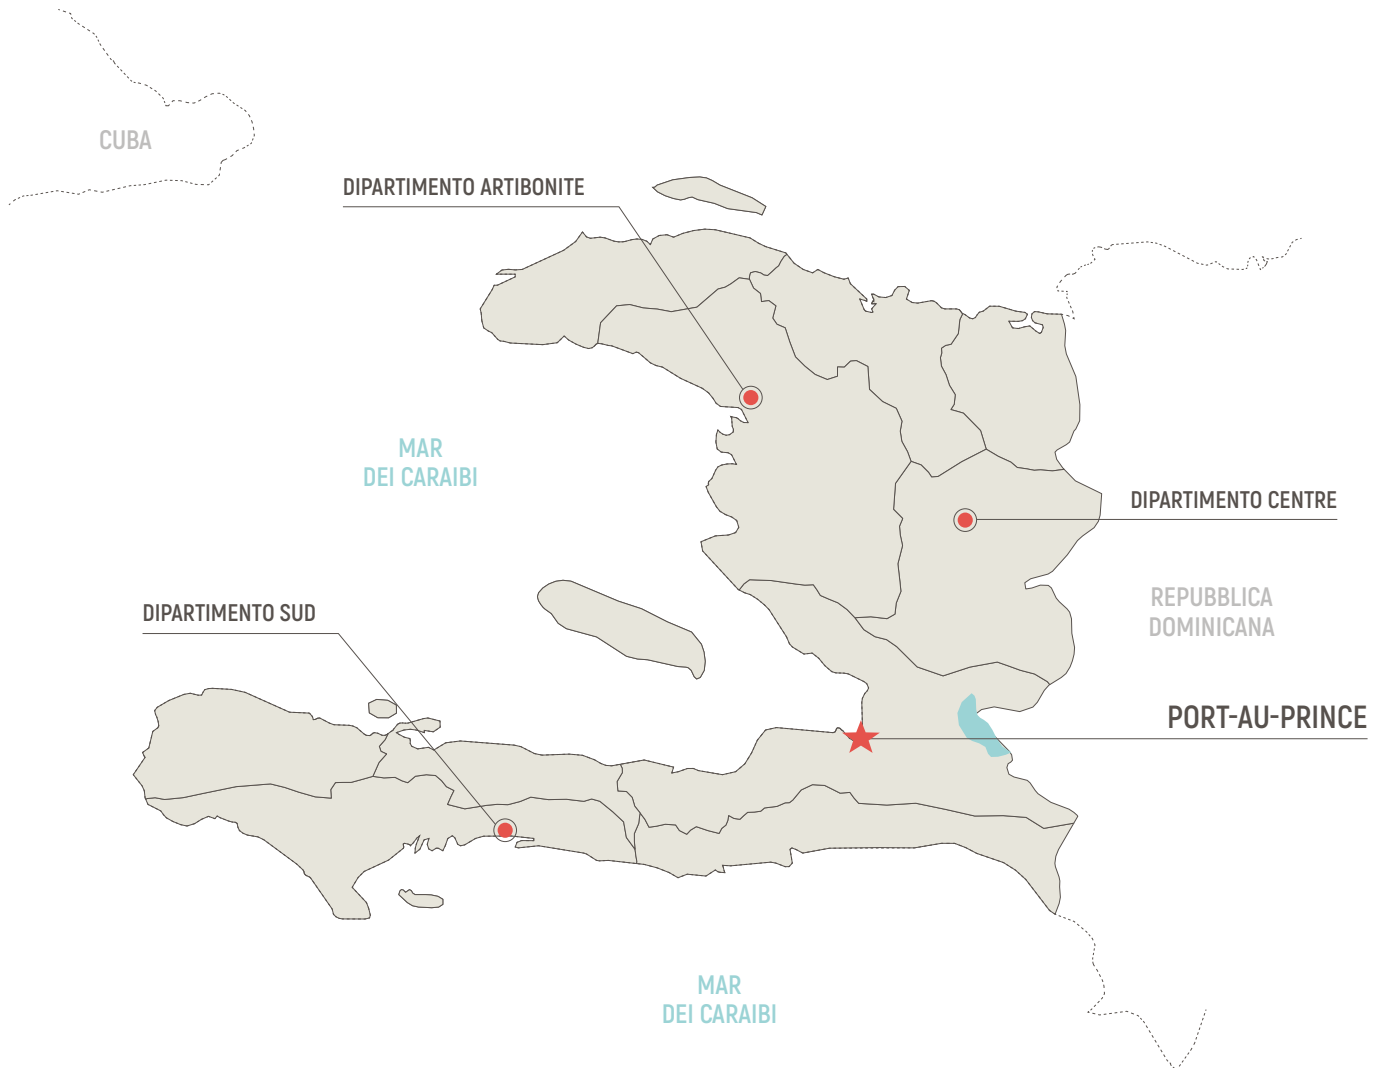 CUBA
DIPARTIMENTO ARTIBONITE
MAR
DEI CARAIBI
DIPARTIMENTO CENTRE
REPUBBLICA
DOMINICANA
DIPARTIMENTO SUD
PORT-AU-PRINCE
MAR
DEI CARAIBI